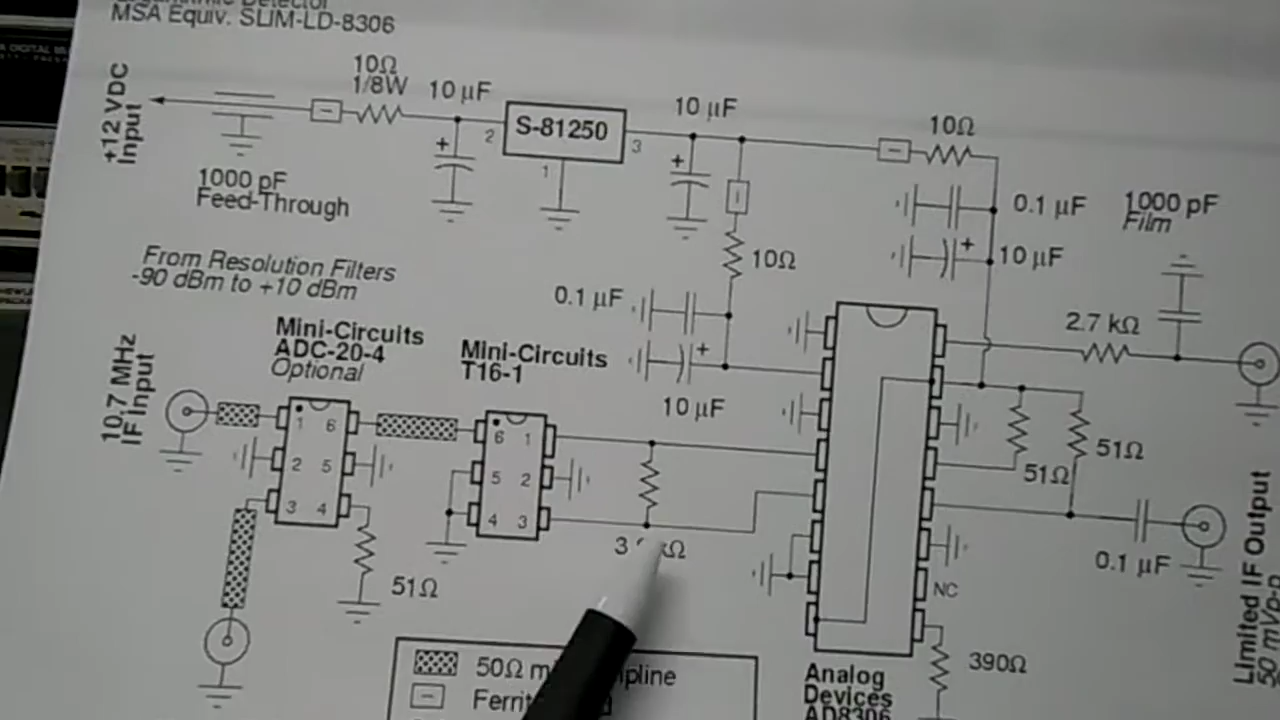 MSA Equiv. SLIM-LD-8306
+12 VDC
Input
10Ω
1/8W
10 µF
+
2
S-81250
3
1
10 µF
+
10Ω
0.1 µF
+
10 µF
1000 pF
Film
1000 pF
Feed-Through
10Ω
0.1 µF
+
10 µF
From Resolution Filters
-90 dBm to +10 dBm
10.7 MHz
IF Input
Mini-Circuits
ADC-20-4
Optional
Mini-Circuits
T16-1
2.7 kΩ
1 6
2 5
3 4
6 1
5 2
4 3
51Ω
51Ω
51Ω
0.1 µF
NC
390Ω
Limited IF Output
50 mVp-p
50Ω
Analog
Devices
AD8306